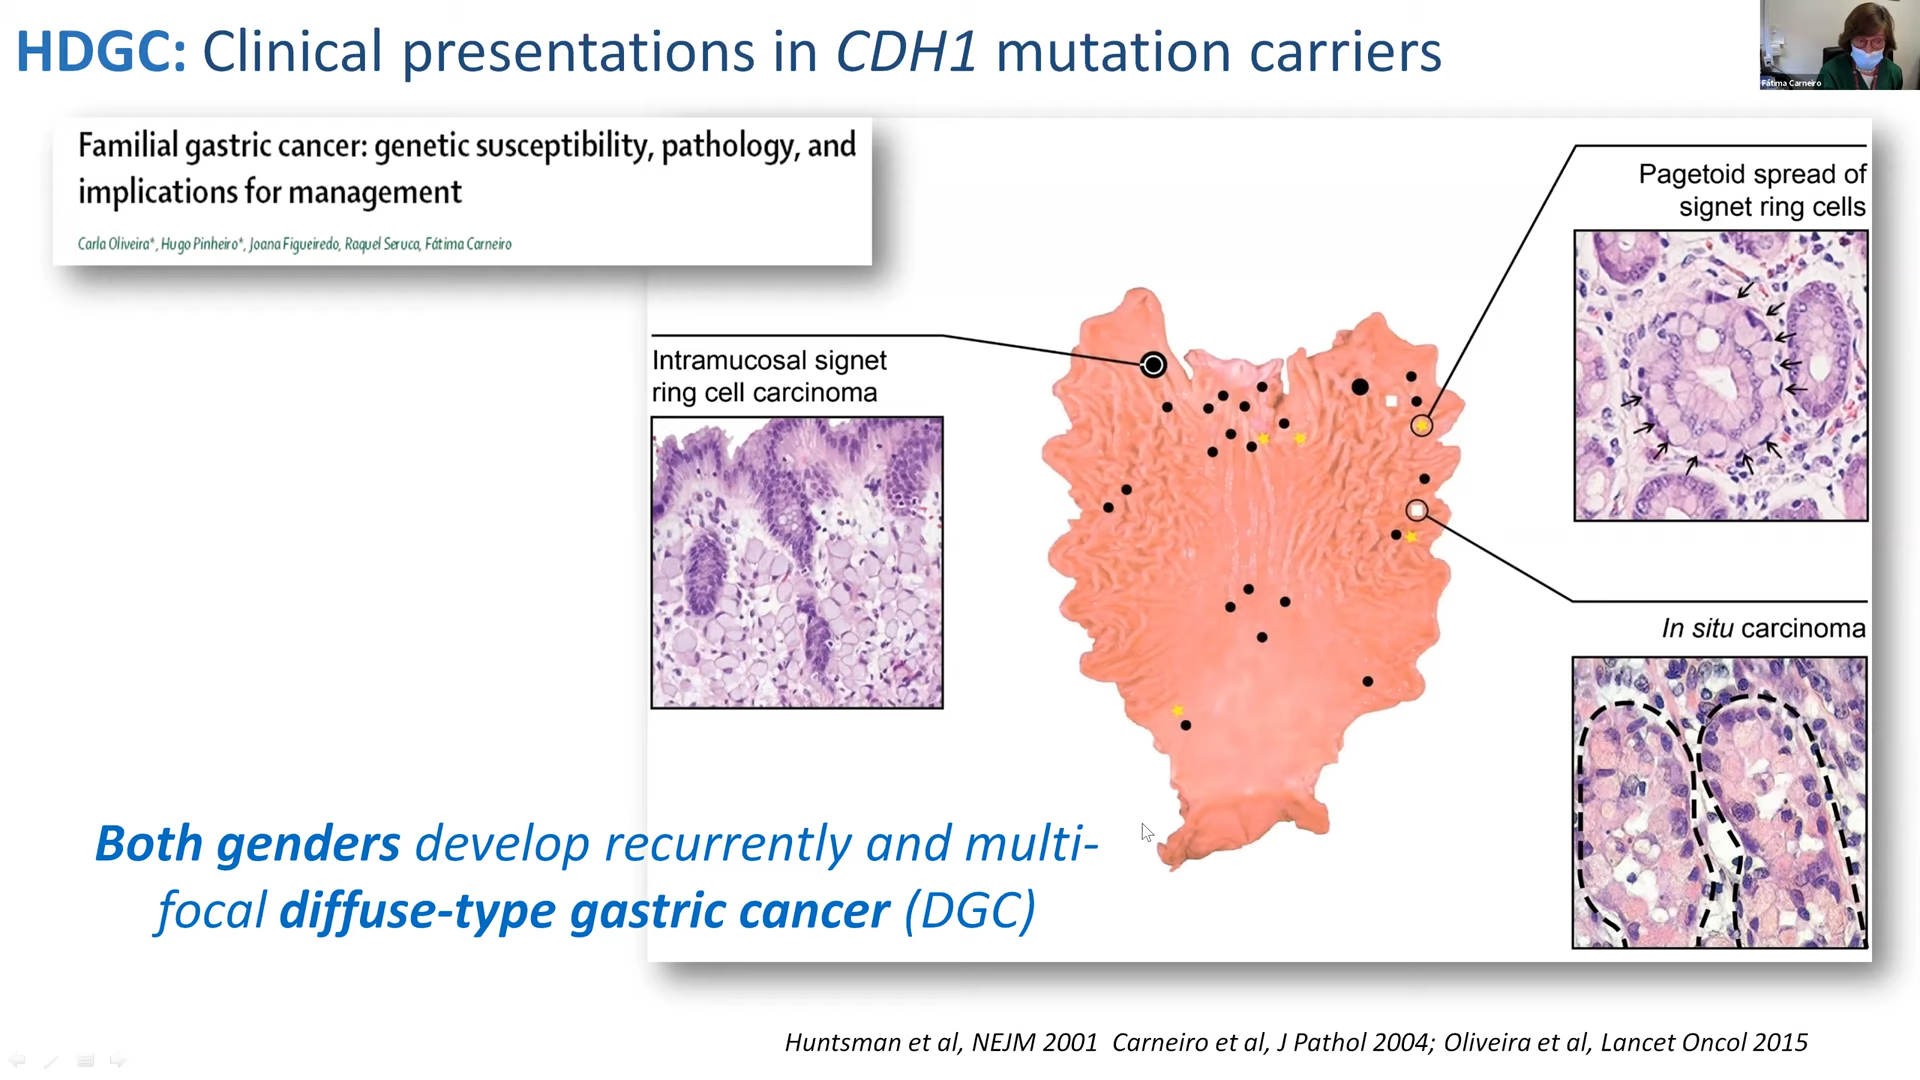 HDGC: Clinical presentations in CDH1 mutation carriers
Fátima Carneiro
Familial gastric cancer: genetic susceptibility, pathology, and
implications for management
Carla Oliveira*, Hugo Pinheiro*, Joana Figueiredo, Raquel Seruca, Fátima Carneiro
Pagetoid spread of
signet ring cells
Intramucosal signet
ring cell carcinoma
In situ carcinoma
Both genders develop recurrently and multi-
focal diffuse-type gastric cancer (DGC)
Huntsman et al, NEJM 2001 Carneiro et al, J Pathol 2004; Oliveira et al, Lancet Oncol 2015